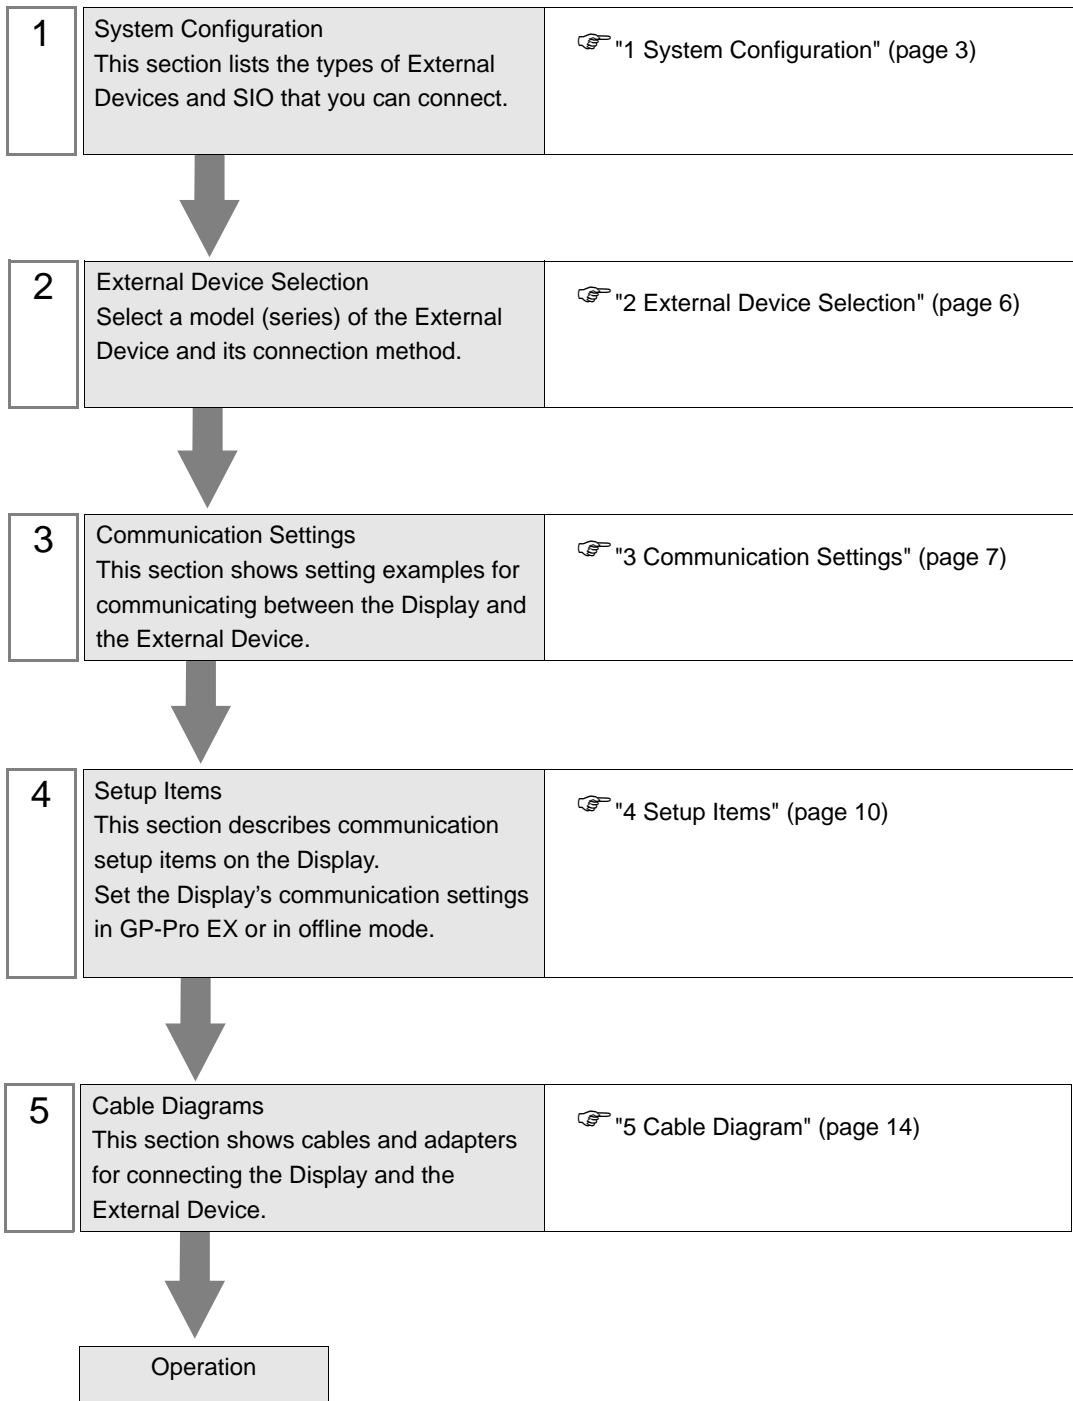 1
System Configuration
This section lists the types of External
Devices and SIO that you can connect.
"1 System Configuration" (page 3)
2
External Device Selection
Select a model (series) of the External
Device and its connection method.
"2 External Device Selection" (page 6)
3
Communication Settings
This section shows setting examples for
communicating between the Display and
the External Device.
"3 Communication Settings" (page 7)
4
Setup Items
This section describes communication
setup items on the Display.
Set the Display’s communication settings
in GP-Pro EX or in offline mode.
"4 Setup Items" (page 10)
5
Cable Diagrams
This section shows cables and adapters
for connecting the Display and the
External Device.
"5 Cable Diagram" (page 14)
Operation